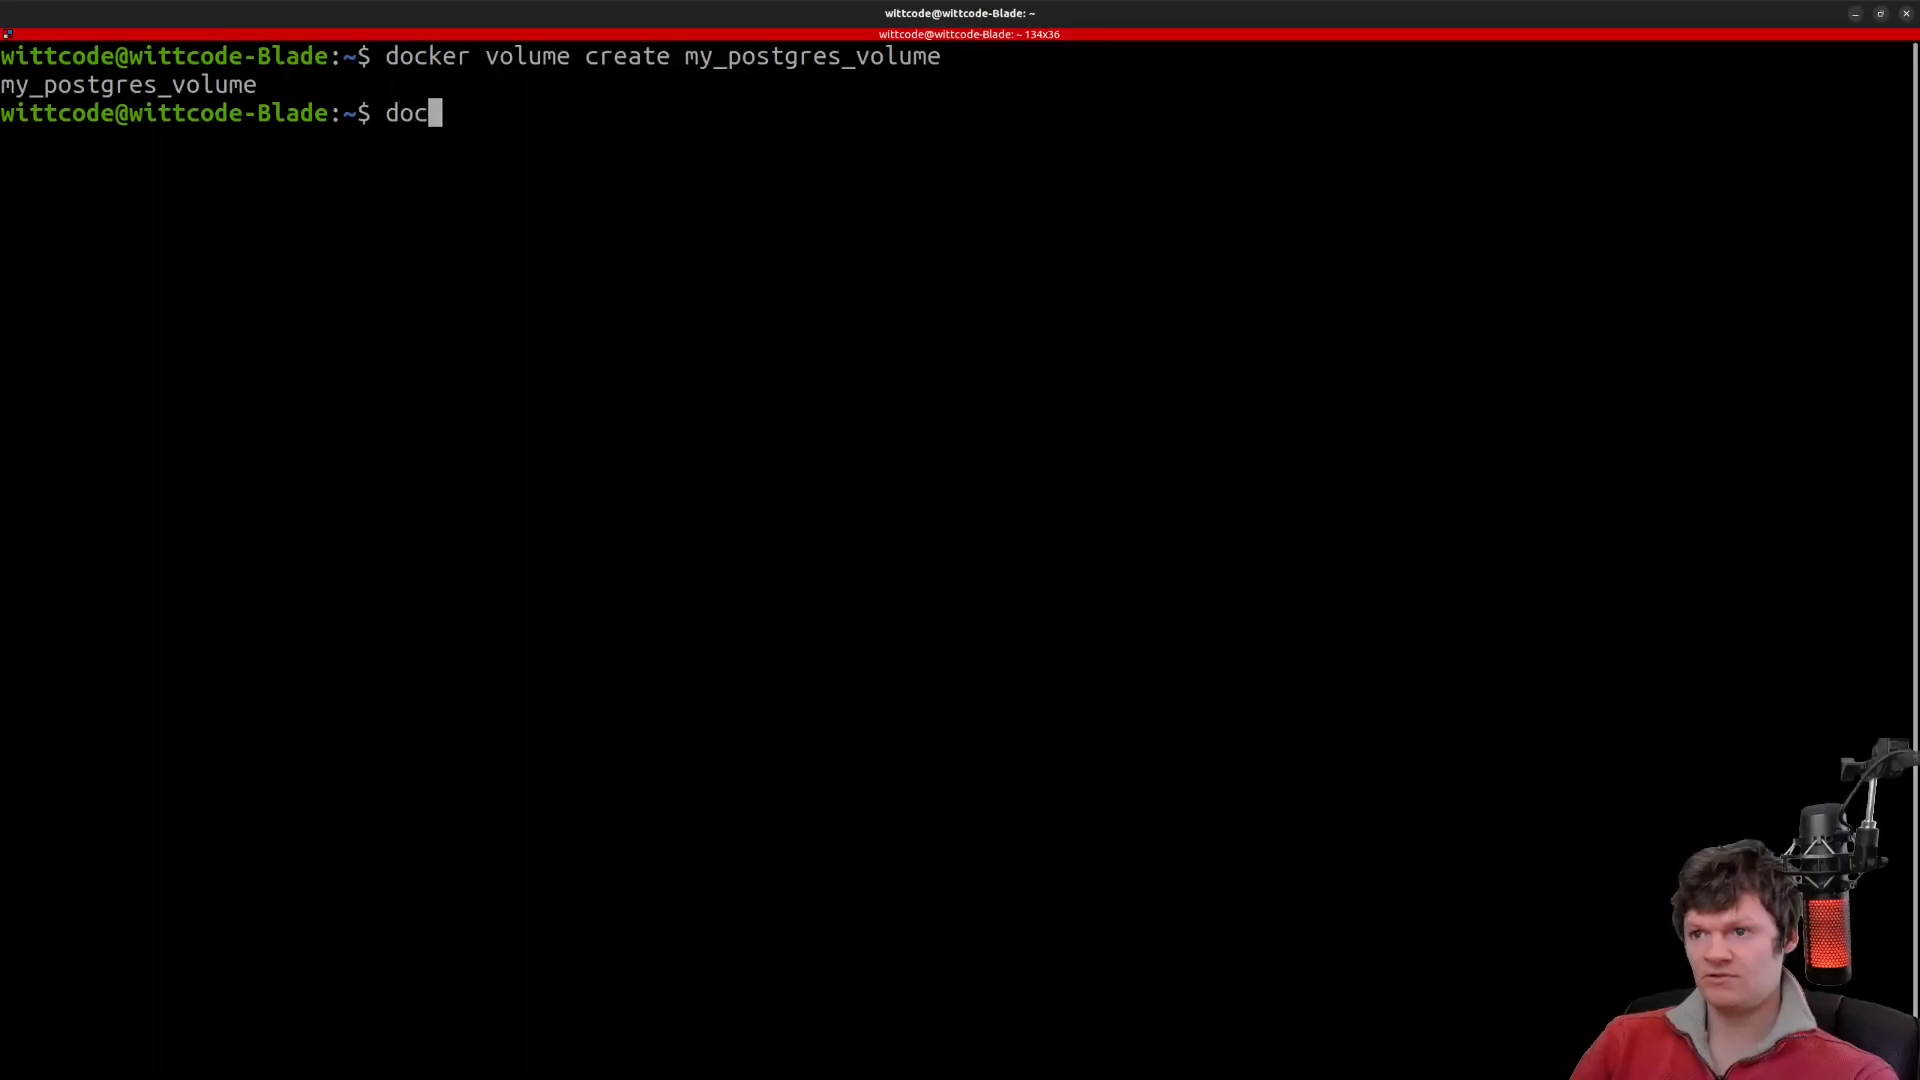 wittcode@wittcode-Blade: ~
wittcode@wittcode-Blade: ~ 134x36
wittcode@wittcode-Blade:~$ docker volume create my_postgres_volume
my_postgres_volume
wittcode@wittcode-Blade:~$ doc